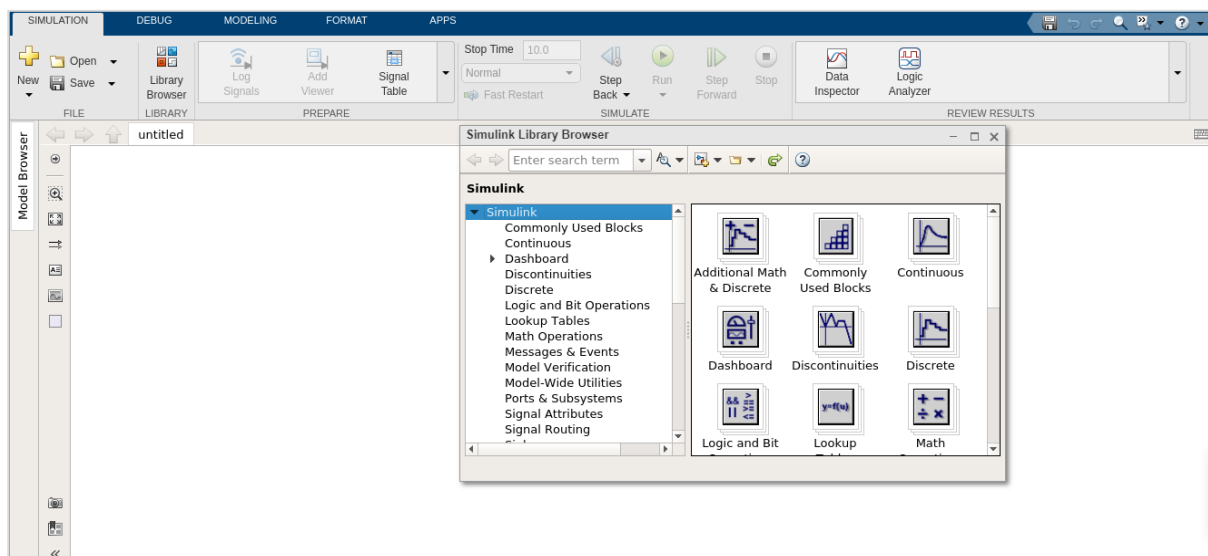 SIMULATION DEBUG MODELING FORMAT APPS
New
Open
Save
FILE
Library
Browser
LIBRARY
Log
Signals
Add
Viewer
Signal
Table
PREPARE
Stop Time 10.0
Normal
Fast Restart
Step
Back
Run
Step
Forward
Stop
SIMULATE
Data
Inspector
Logic
Analyzer
REVIEW RESULTS
Model Browser
untitled
Simulink Library Browser
Enter search term
Simulink
Simulink
Commonly Used Blocks
Continuous
Dashboard
Discontinuities
Discrete
Logic and Bit Operations
Lookup Tables
Math Operations
Messages & Events
Model Verification
Model-Wide Utilities
Ports & Subsystems
Signal Attributes
Signal Routing
Additional Math
& Discrete
Commonly
Used Blocks
Continuous
Dashboard
Discontinuities
Discrete
y=f(u)
Logic and Bit
Lookup
Math